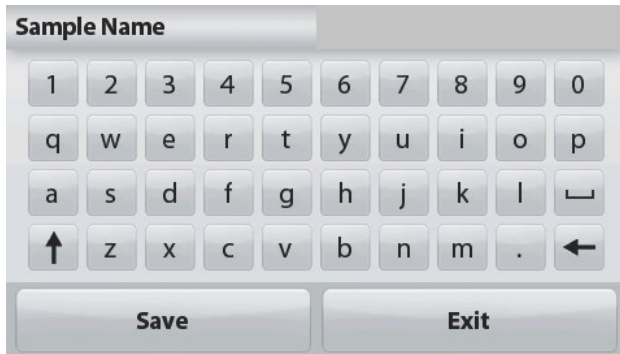 Sample Name
1 2 3 4 5 6 7 8 9 0
q w e r t y u i o p
a s d f g h j k l
z x c v b n m .
Save Exit